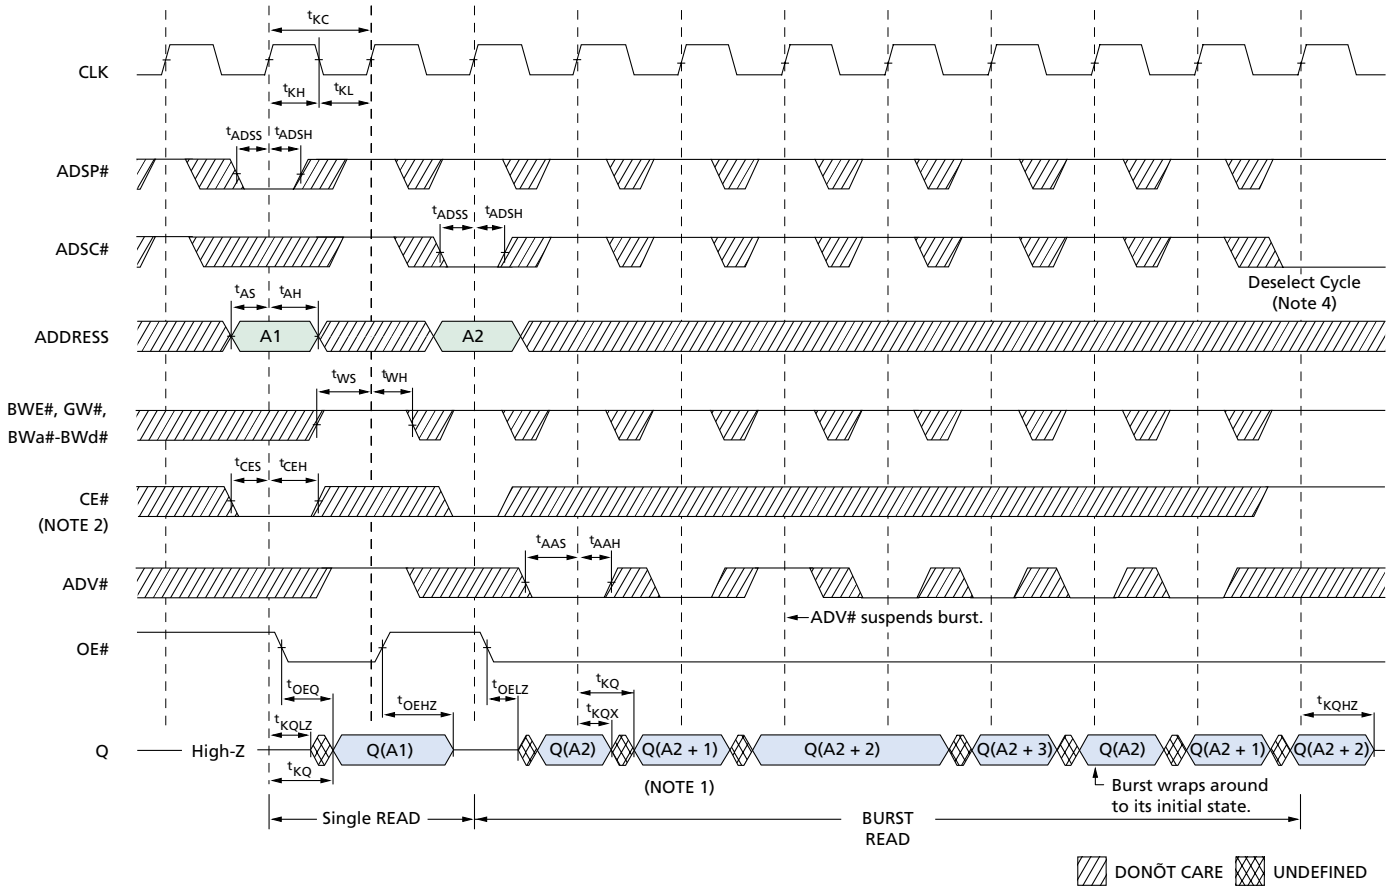 tKC
CLK
tKH
tKL
tADSS
tADSH
ADSP#
tADSS
tADSH
ADSC#
Deselect Cycle
(Note 4)
tAS
tAH
ADDRESS
A1
A2
tWS
tWH
BWE#, GW#,
BWa#-BWd#
tCES
tCEH
CE#
(NOTE 2)
tAAS
tAAH
ADV#
ADV# suspends burst.
OE#
tOEQ
tOEHZ
tOELZ
tKQ
tKQX
tKQHZ
tKQLZ
Q
High-Z
Q(A1)
Q(A2)
Q(A2 + 1)
Q(A2 + 2)
Q(A2 + 3)
Q(A2)
Q(A2 + 1)
Q(A2 + 2)
tKQ
(NOTE 1)
Burst wraps around
to its initial state.
Single READ
BURST
READ
DONÕT CARE
UNDEFINED